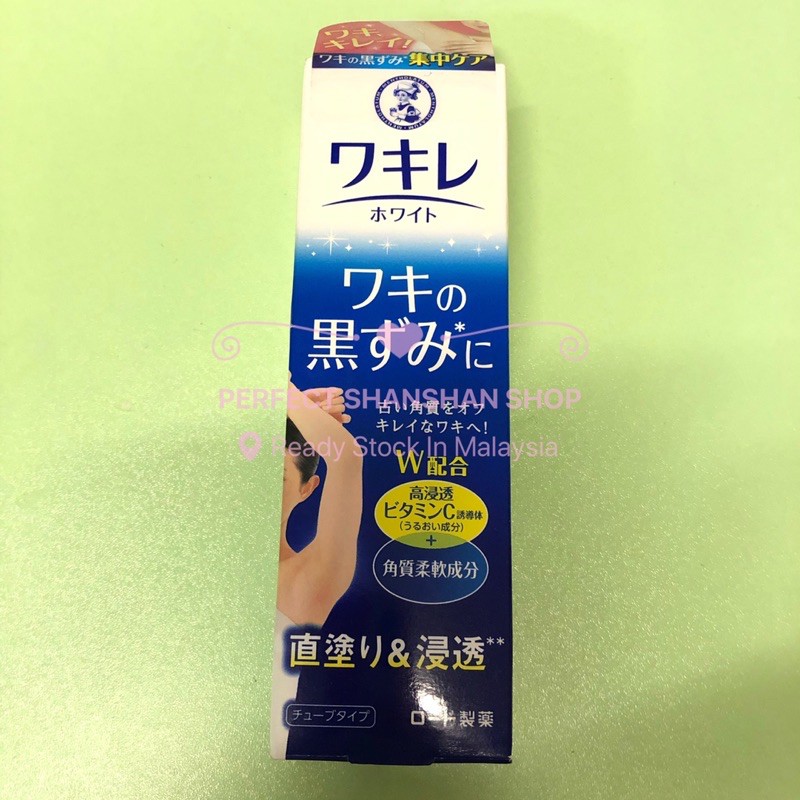 ワキ
キレイ!
ワキの黒ずみ*集中ケア
ワキレ
ホワイト
ワキの
黒ずみ*に
PERFECT SHANSHAN SHOP
古い角質をオフ
キレイなワキへ!
Ready Stock In Malaysia
W配合
高浸透
ビタミンC誘導体
(うるおい成分)
+
角質柔軟成分
直塗り&浸透**
チューブタイプ
ロート製薬